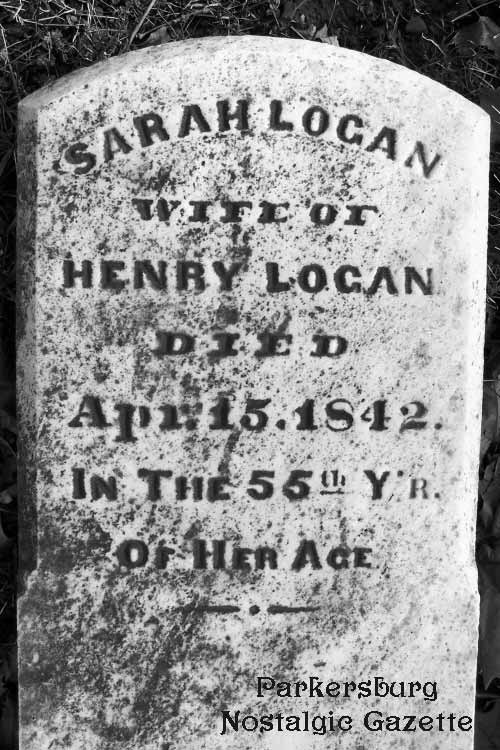 SARAH LOGAN
WIFE OF
HENRY LOGAN
DIED
Apr. 15. 1842.
IN THE 55th Y'R.
OF HER AGE
Parkersburg
Nostalgic Gazette